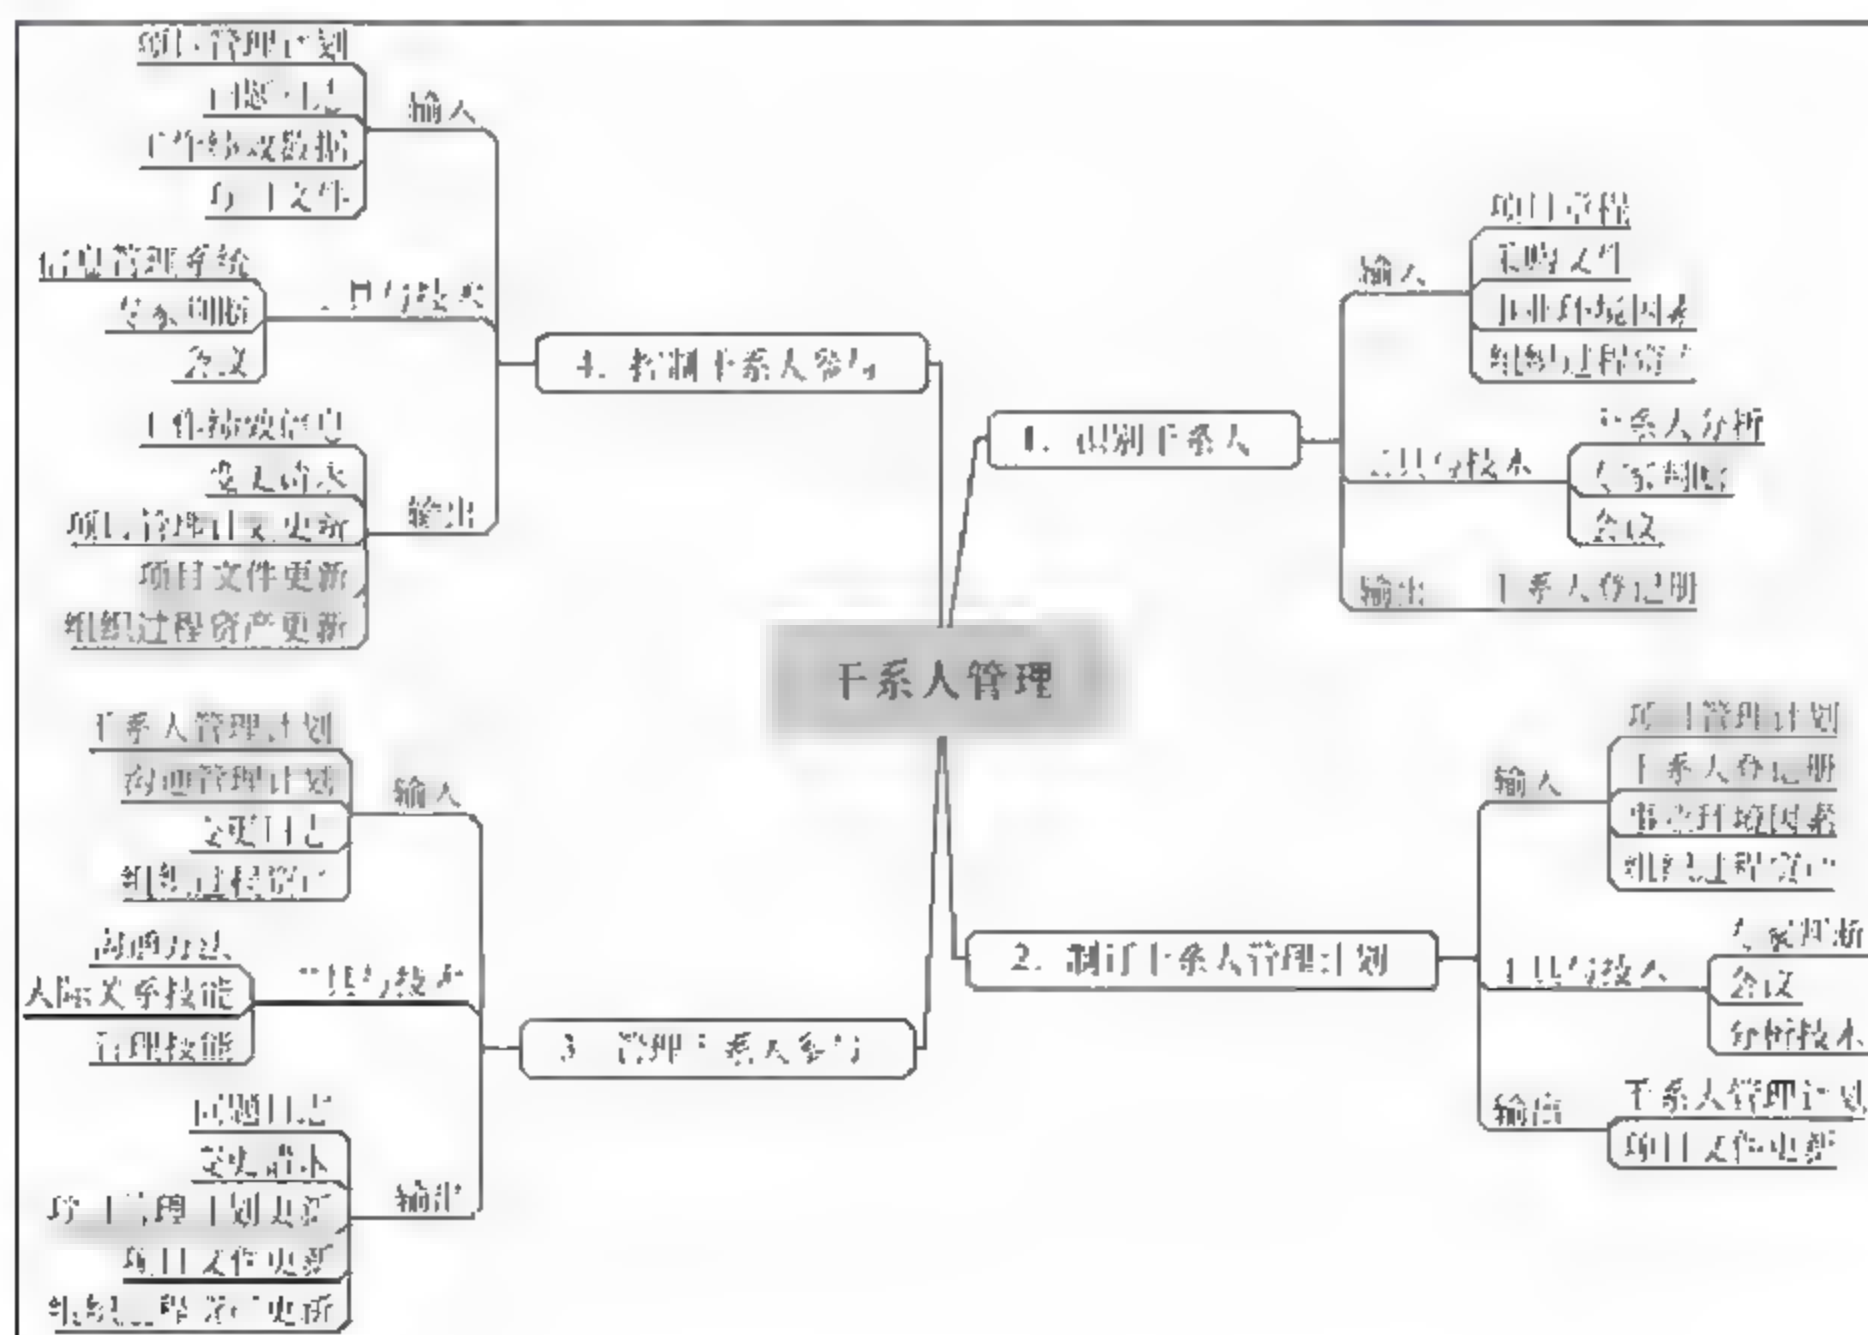 干系人管理
1. 识别干系人
输入
项目章程
采购文件
事业环境因素
组织过程资产
工具与技术
干系人分析
专家判断
会议
输出
干系人登记册
2. 制订干系人管理计划
输入
项目管理计划
干系人登记册
事业环境因素
组织过程资产
工具与技术
专家判断
会议
分析技术
输出
干系人管理计划
项目文件更新
3. 管理干系人参与
输入
干系人管理计划
沟通管理计划
变更日志
组织过程资产
工具与技术
沟通方法
人际关系技能
管理技能
输出
问题日志
变更请求
项目管理计划更新
项目文件更新
组织过程资产更新
4. 控制干系人参与
输入
项目管理计划
问题日志
工作绩效数据
项目文件
工具与技术
信息管理系统
专家判断
会议
输出
工作绩效信息
变更请求
项目管理计划更新
项目文件更新
组织过程资产更新